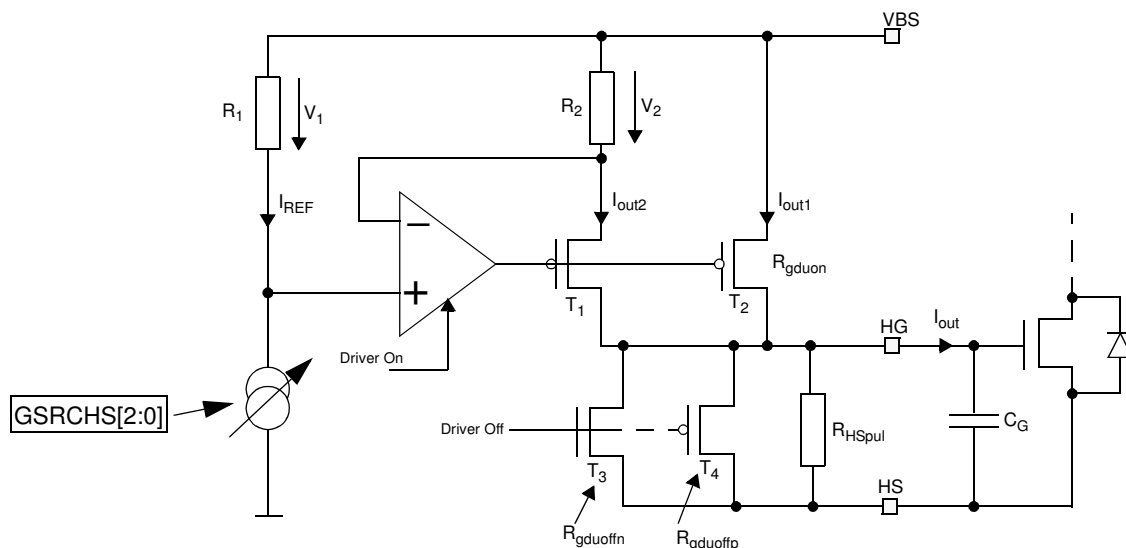 VBS
R1
V1
R2
V2
IREF
Iout2
Iout1
−
+
T1
T2
Rgduon
Driver On
HG
Iout
GSRCHS[2:0]
Driver Off
T3
T4
RHSpul
CG
HS
Rgduoffn
Rgduoffp